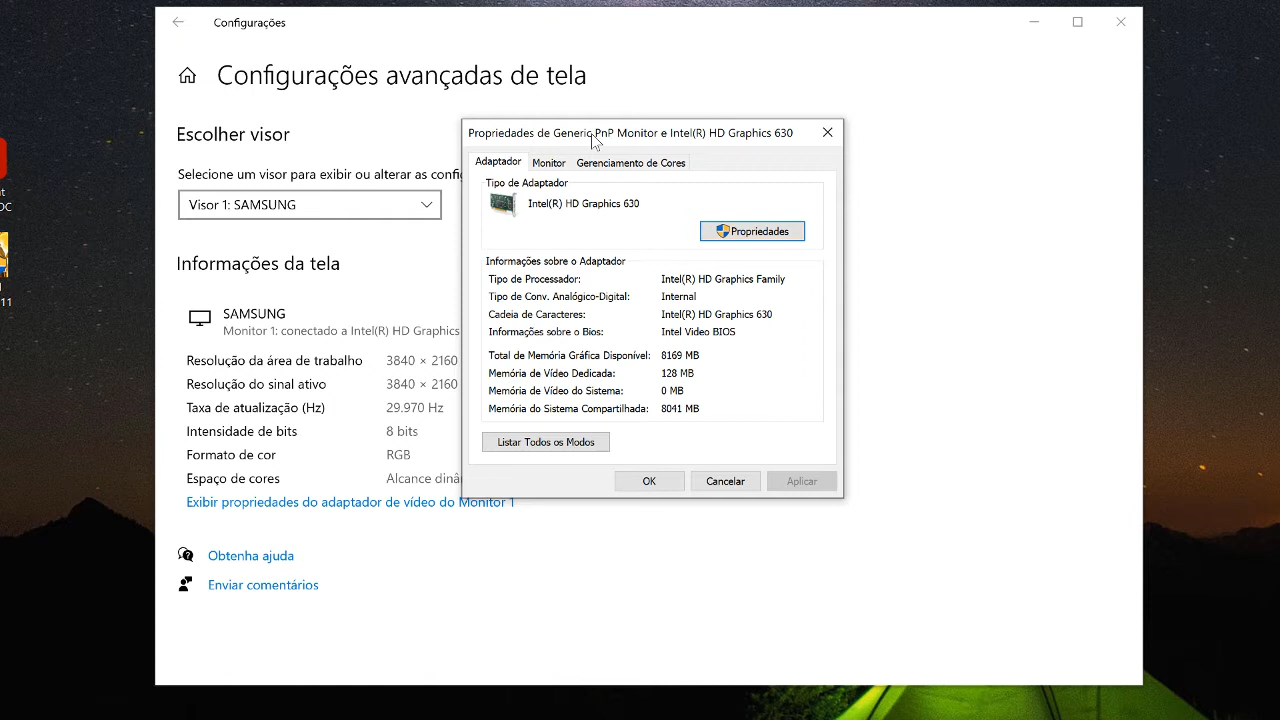 Configurações
Configurações avançadas de tela
Escolher visor
Selecione um visor para exibir ou alterar as
Visor 1: SAMSUNG
Informações da tela
SAMSUNG
Monitor 1: conectado a Intel(R) HD Graphics
Resolução da área de trabalho 3840 × 2160
Resolução do sinal ativo 3840 × 2160
Taxa de atualização (Hz) 29.970 Hz
Intensidade de bits 8 bits
Formato de cor RGB
Espaço de cores Alcance
Exibir propriedades do adaptador de vídeo do Monitor 1
Obtenha ajuda
Enviar comentários
Propriedades de Generic PnP Monitor e Intel(R) HD Graphics 630
Adaptador Monitor Gerenciamento de Cores
Tipo de Adaptador
Intel(R) HD Graphics 630
Propriedades
Informações sobre o Adaptador
Tipo de Processador: Intel(R) HD Graphics Family
Tipo de Conv. Analógico-Digital: Internal
Cadeia de Caracteres: Intel(R) HD Graphics 630
Informações sobre o Bios: Intel Video BIOS
Total de Memória Gráfica Disponível: 8169 MB
Memória de Vídeo Dedicada: 128 MB
Memória de Vídeo do Sistema: 0 MB
Memória do Sistema Compartilhada: 8041 MB
Listar Todos os Modos
OK Cancelar Aplicar
11